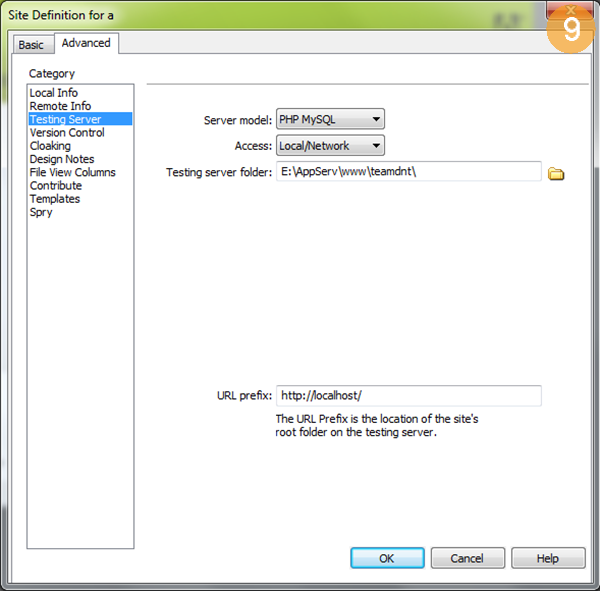 Site Definition for a
9
Basic
Advanced
Category
Local Info
Remote Info
Testing Server
Version Control
Cloaking
Design Notes
File View Columns
Contribute
Templates
Spry
Server model: PHP MySQL
Access: Local/Network
Testing server folder: E:\AppServ\www\teamdnt\
URL prefix: http://localhost/
The URL Prefix is the location of the site's
root folder on the testing server.
OK Cancel Help